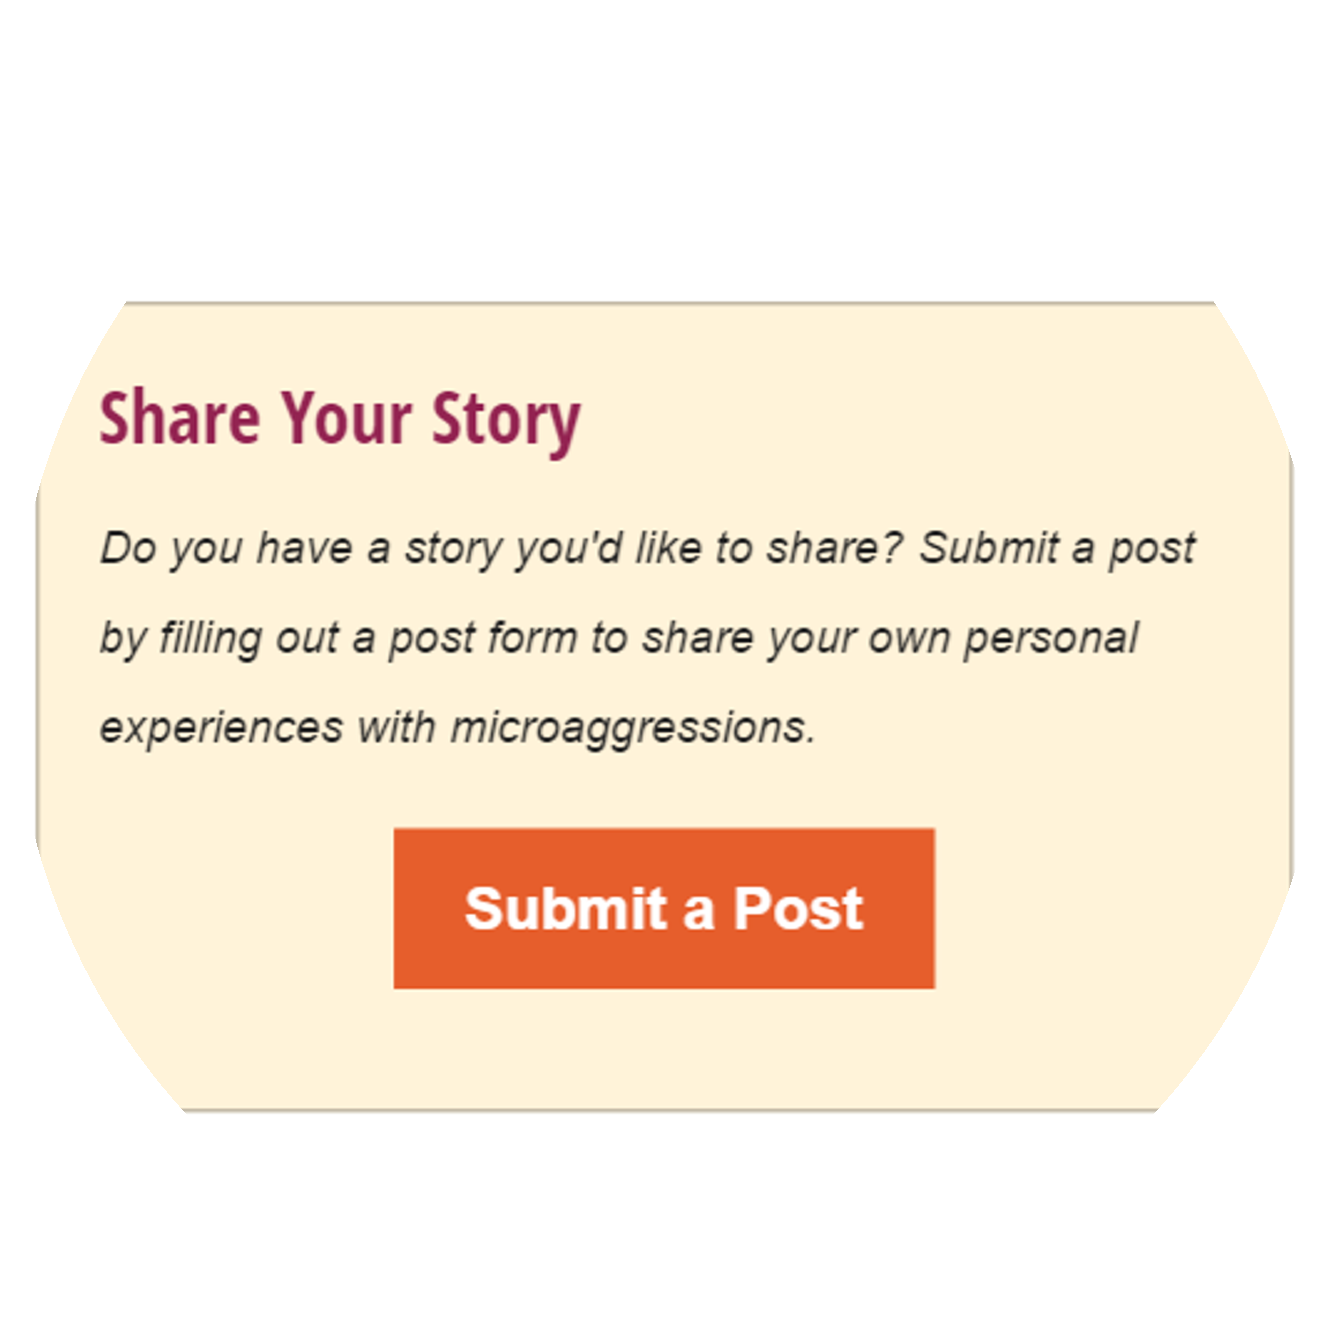 Share Your Story
Do you have a story you'd like to share? Submit a post
by filling out a post form to share your own personal
experiences with microaggressions.
Submit a Post